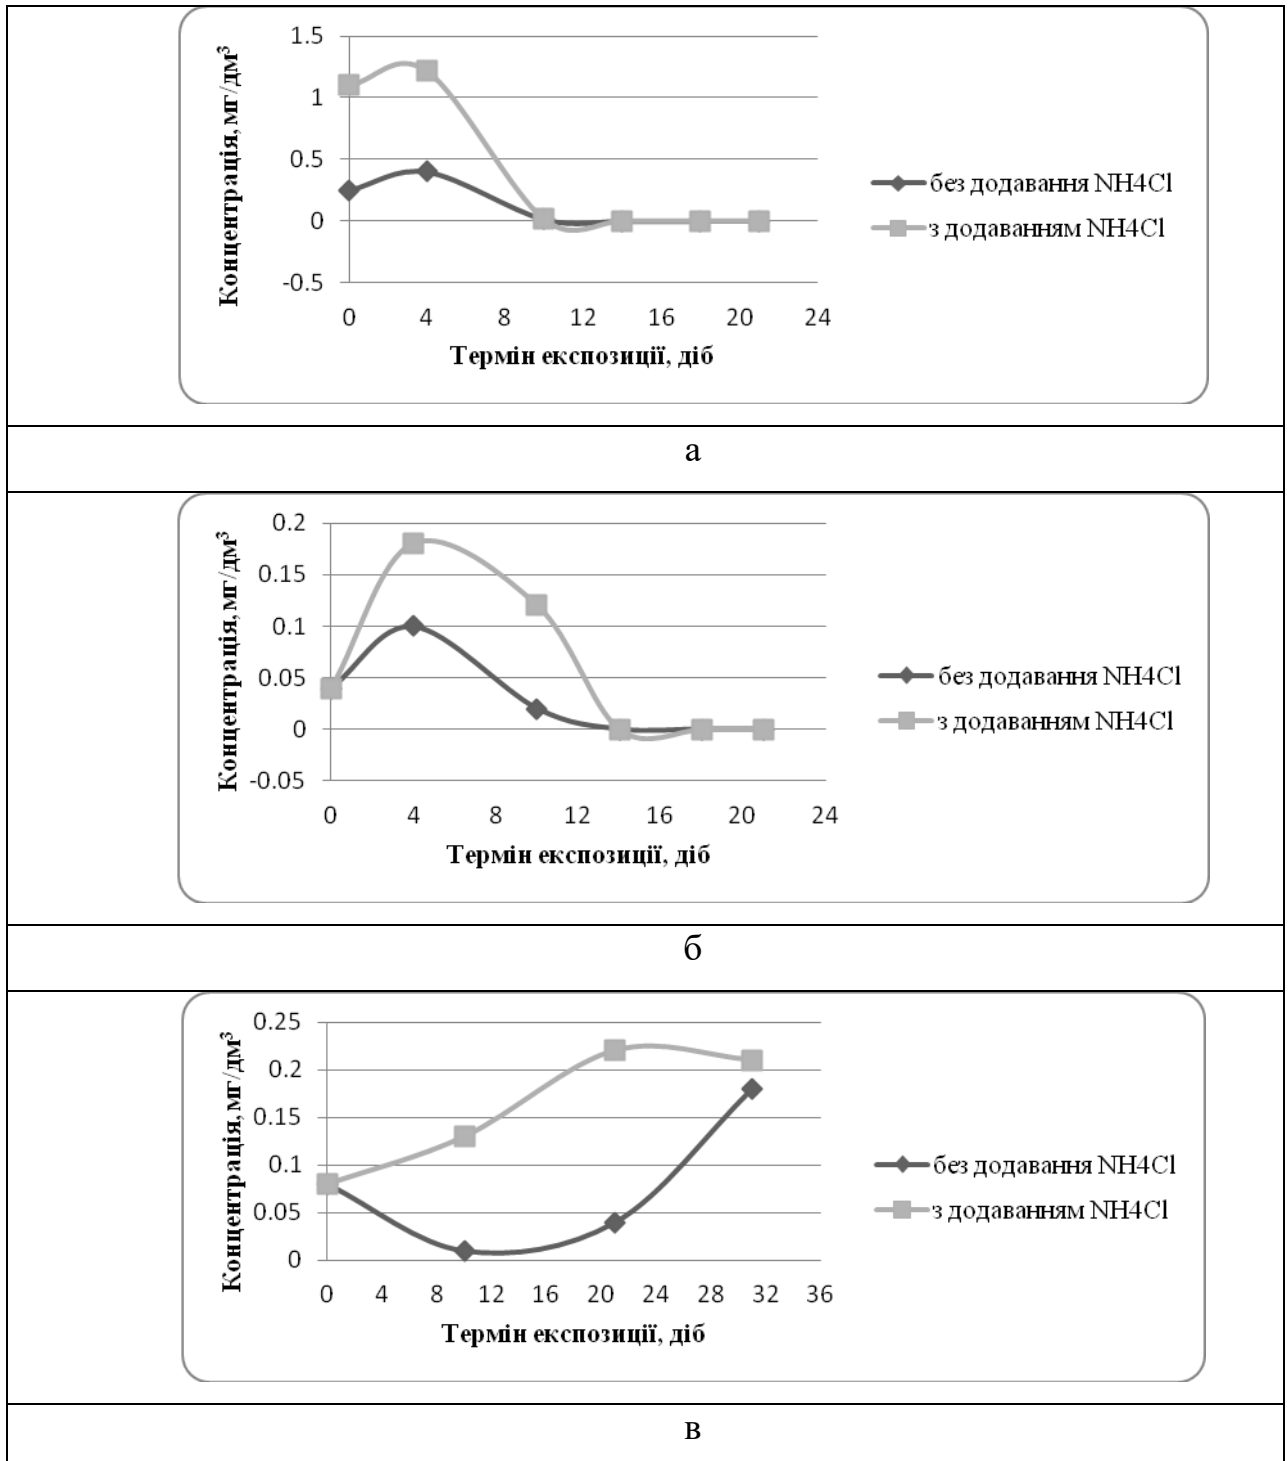 Концентрація, мг/дм³
1.5
1
0.5
0
-0.5
0 4 8 12 16 20 24
Термін експозиції, діб
без додавання NH4Cl
з додаванням NH4Cl
а
Концентрація, мг/дм³
0.2
0.15
0.1
0.05
0
-0.05
0 4 8 12 16 20 24
Термін експозиції, діб
без додавання NH4Cl
з додаванням NH4Cl
б
Концентрація, мг/дм³
0.25
0.2
0.15
0.1
0.05
0
0 4 8 12 16 20 24 28 32 36
Термін експозиції, діб
без додавання NH4Cl
з додаванням NH4Cl
в